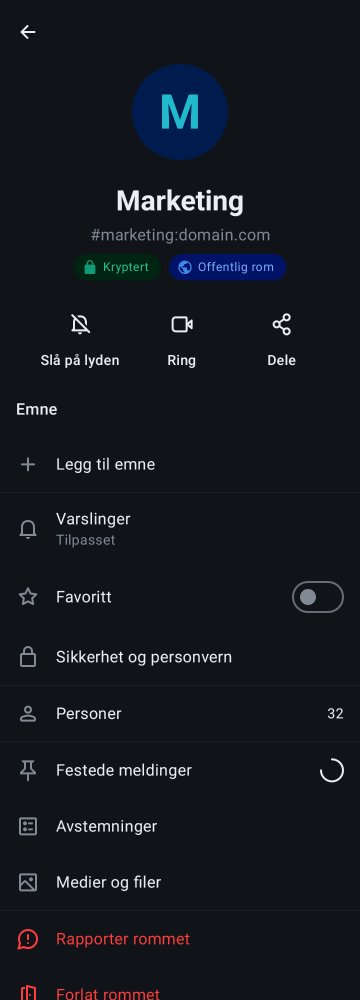 M
Marketing
#marketing:domain.com
Kryptert
Offentlig rom
Slå på lyden
Ring
Dele
Emne
Legg til emne
Varslinger
Tilpasset
Favoritt
Sikkerhet og personvern
Personer
32
Festede meldinger
Avstemninger
Medier og filer
Rapporter rommet
Forlat rommet